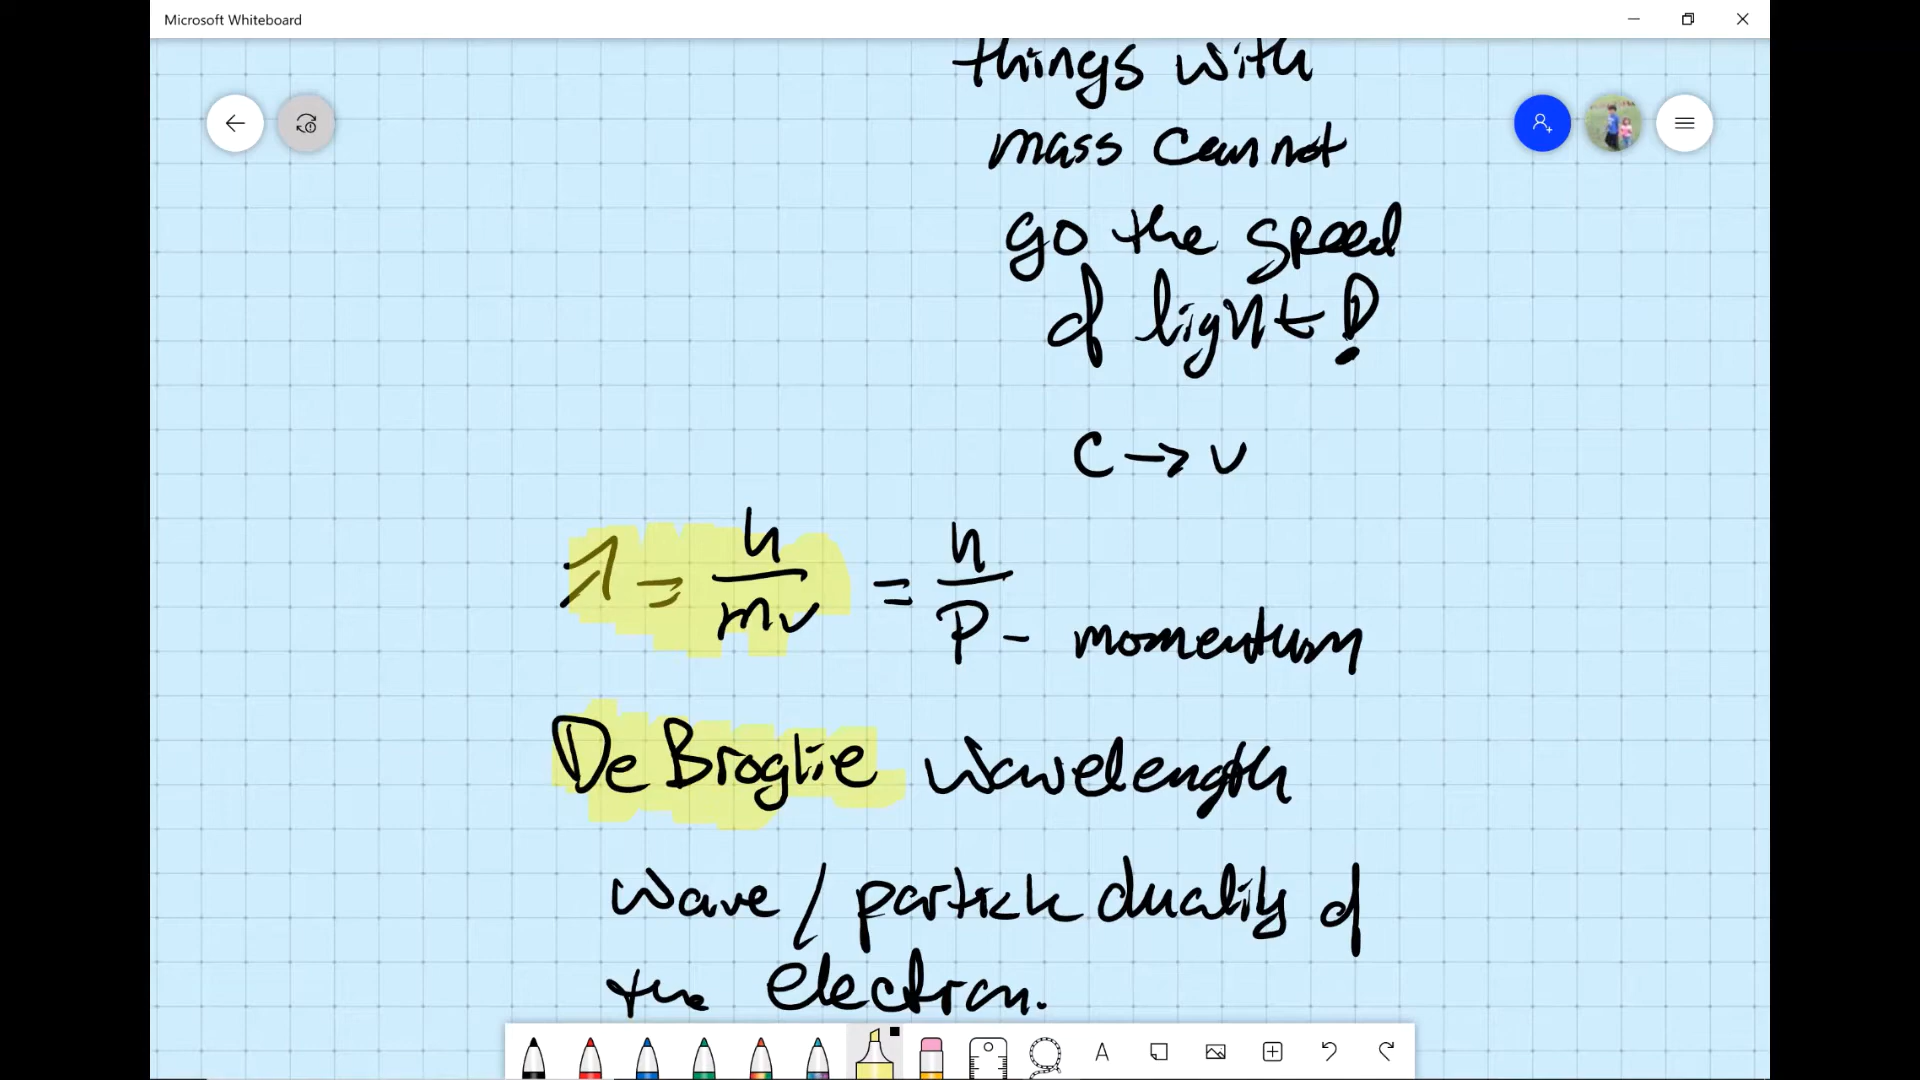 Microsoft Whiteboard
things with
mass cannot
go the speed
of light!
C → v
λ = h/mv = h/P - momentum
De Broglie wavelength
wave / particle duality of
the electron.
A